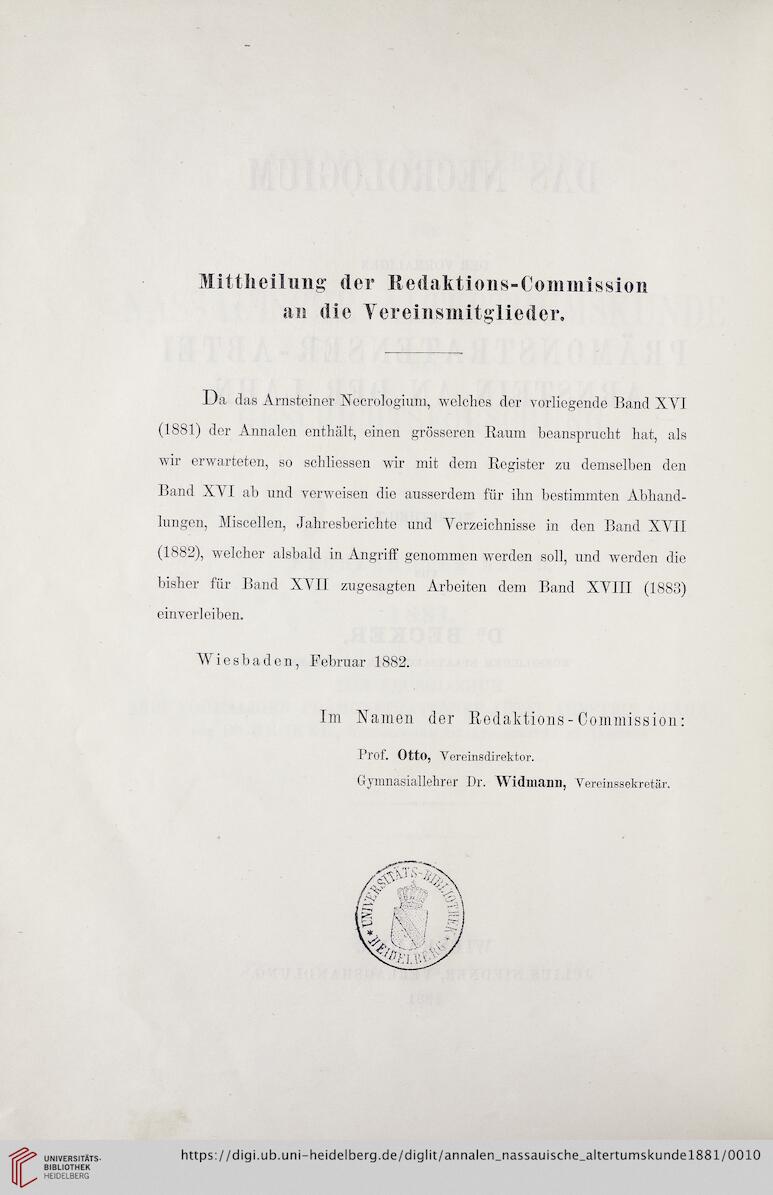 Mittheilung der Redaktions-Commission
an die Vereinsmitglieder.
Da das Arnsteiner Necrologium, welches der vorliegende Band XVI
(1881) der Annalen enthält, einen grösseren Raum beansprucht hat, als
wir erwarteten, so schliessen wir mit dem Register zu demselben den
Band XVI ab und verweisen die ausserdem für ihn bestimmten Abhand-
lungen, Miscellen, Jahresberichte und Verzeichnisse in den Band XVII
(1882), welcher alsbald in Angriff genommen werden soll, und werden die
bisher für Band XVII zugesagten Arbeiten dem Band XVIII (1883)
einverleiben.
Wiesbaden, Februar 1882.
Im Namen der Redaktions-Commission:
Prof. Otto, Vereinsdirektor.
Gymnasiallehrer Dr. Widmann, Vereinssekretär.
UNIVERSITÄTS-BIBLIOTHEK
* HEIDELBERG *
UNIVERSITÄTS-
BIBLIOTHEK
HEIDELBERG
https://digi.ub.uni-heidelberg.de/diglit/annalen_nassauische_altertumskunde1881/0010